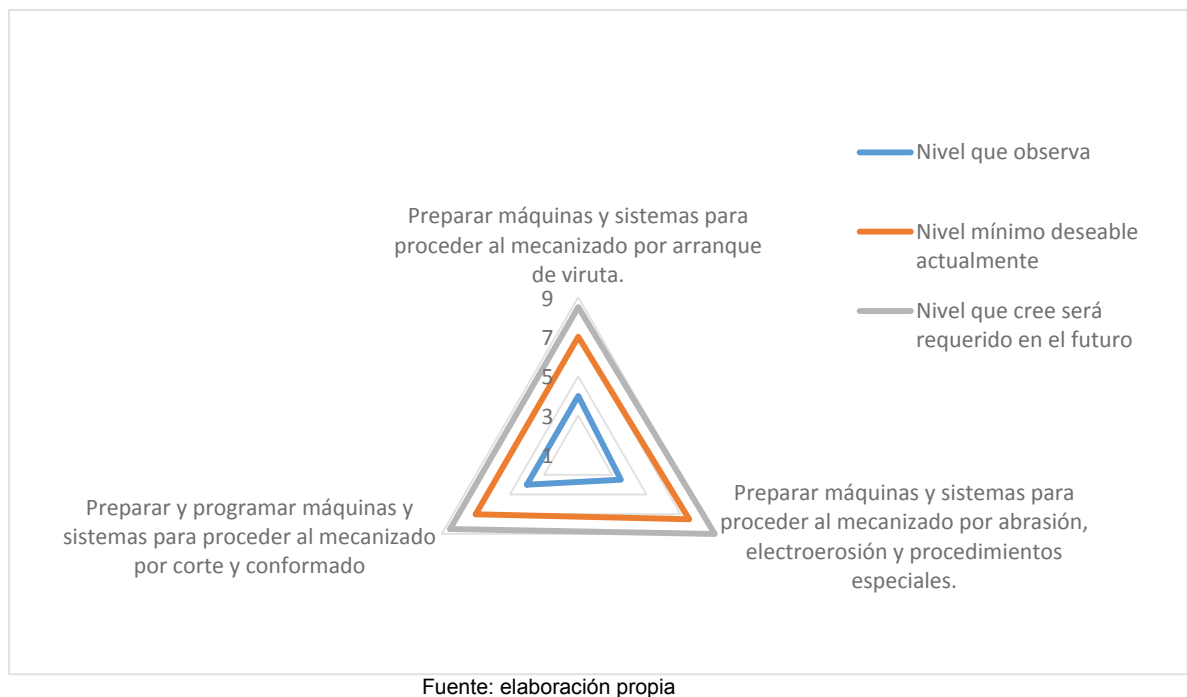 Nivel que observa
Nivel mínimo deseable
actualmente
Nivel que cree será
requerido en el futuro
Preparar máquinas y sistemas para
proceder al mecanizado por arranque
de viruta.
9
7
5
3
1
Preparar máquinas y sistemas para
proceder al mecanizado por abrasión,
electroerosión y procedimientos
especiales.
Preparar y programar máquinas y
sistemas para proceder al mecanizado
por corte y conformado
Fuente: elaboración propia